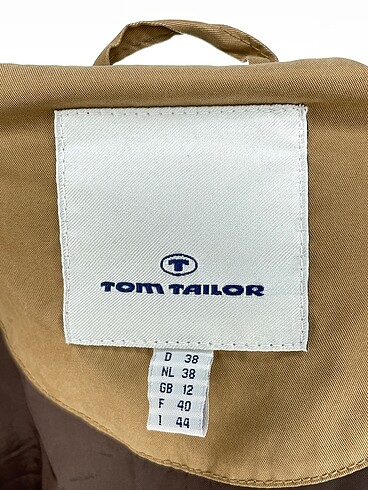 T
TOM TAILOR
D 38
NL 38
GB 12
F 40
I 44